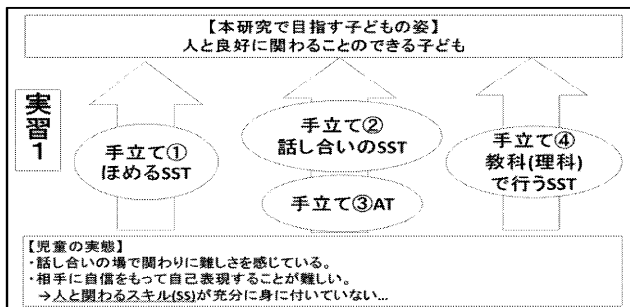 【本研究で目指す子どもの姿】
人と良好に関わることのできる子ども
実習1
手立て①
ほめるSST
手立て②
話し合いのSST
手立て③AT
手立て④
教科(理科)
で行うSST
【児童の実態】
・話し合いの場で関わりに難しさを感じている。
・相手に自信をもって自己表現することが難しい。
→人と関わるスキル(SS)が充分に身に付いていない…